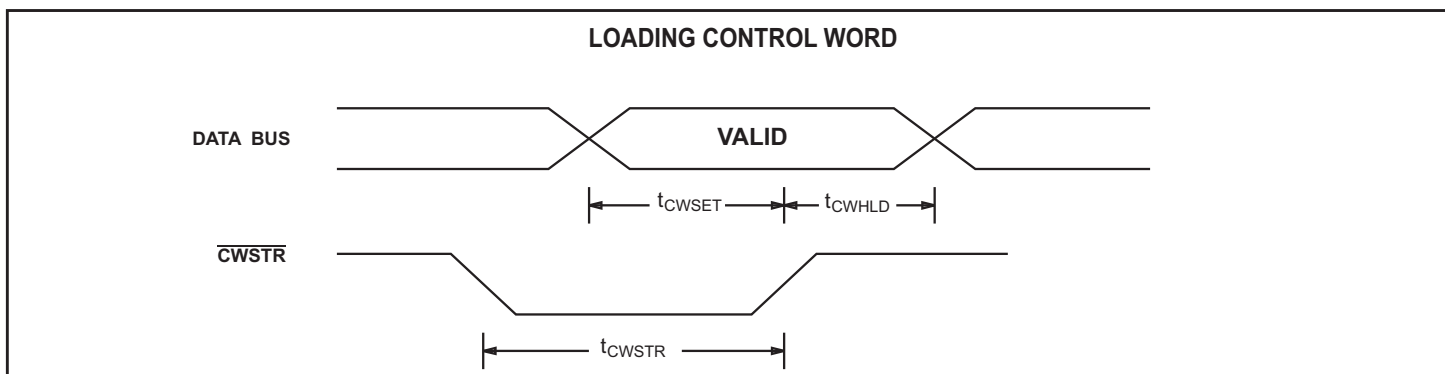 LOADING CONTROL WORD
DATA BUS
VALID
tCWSET
tCWHLD
CWSTR
tCWSTR